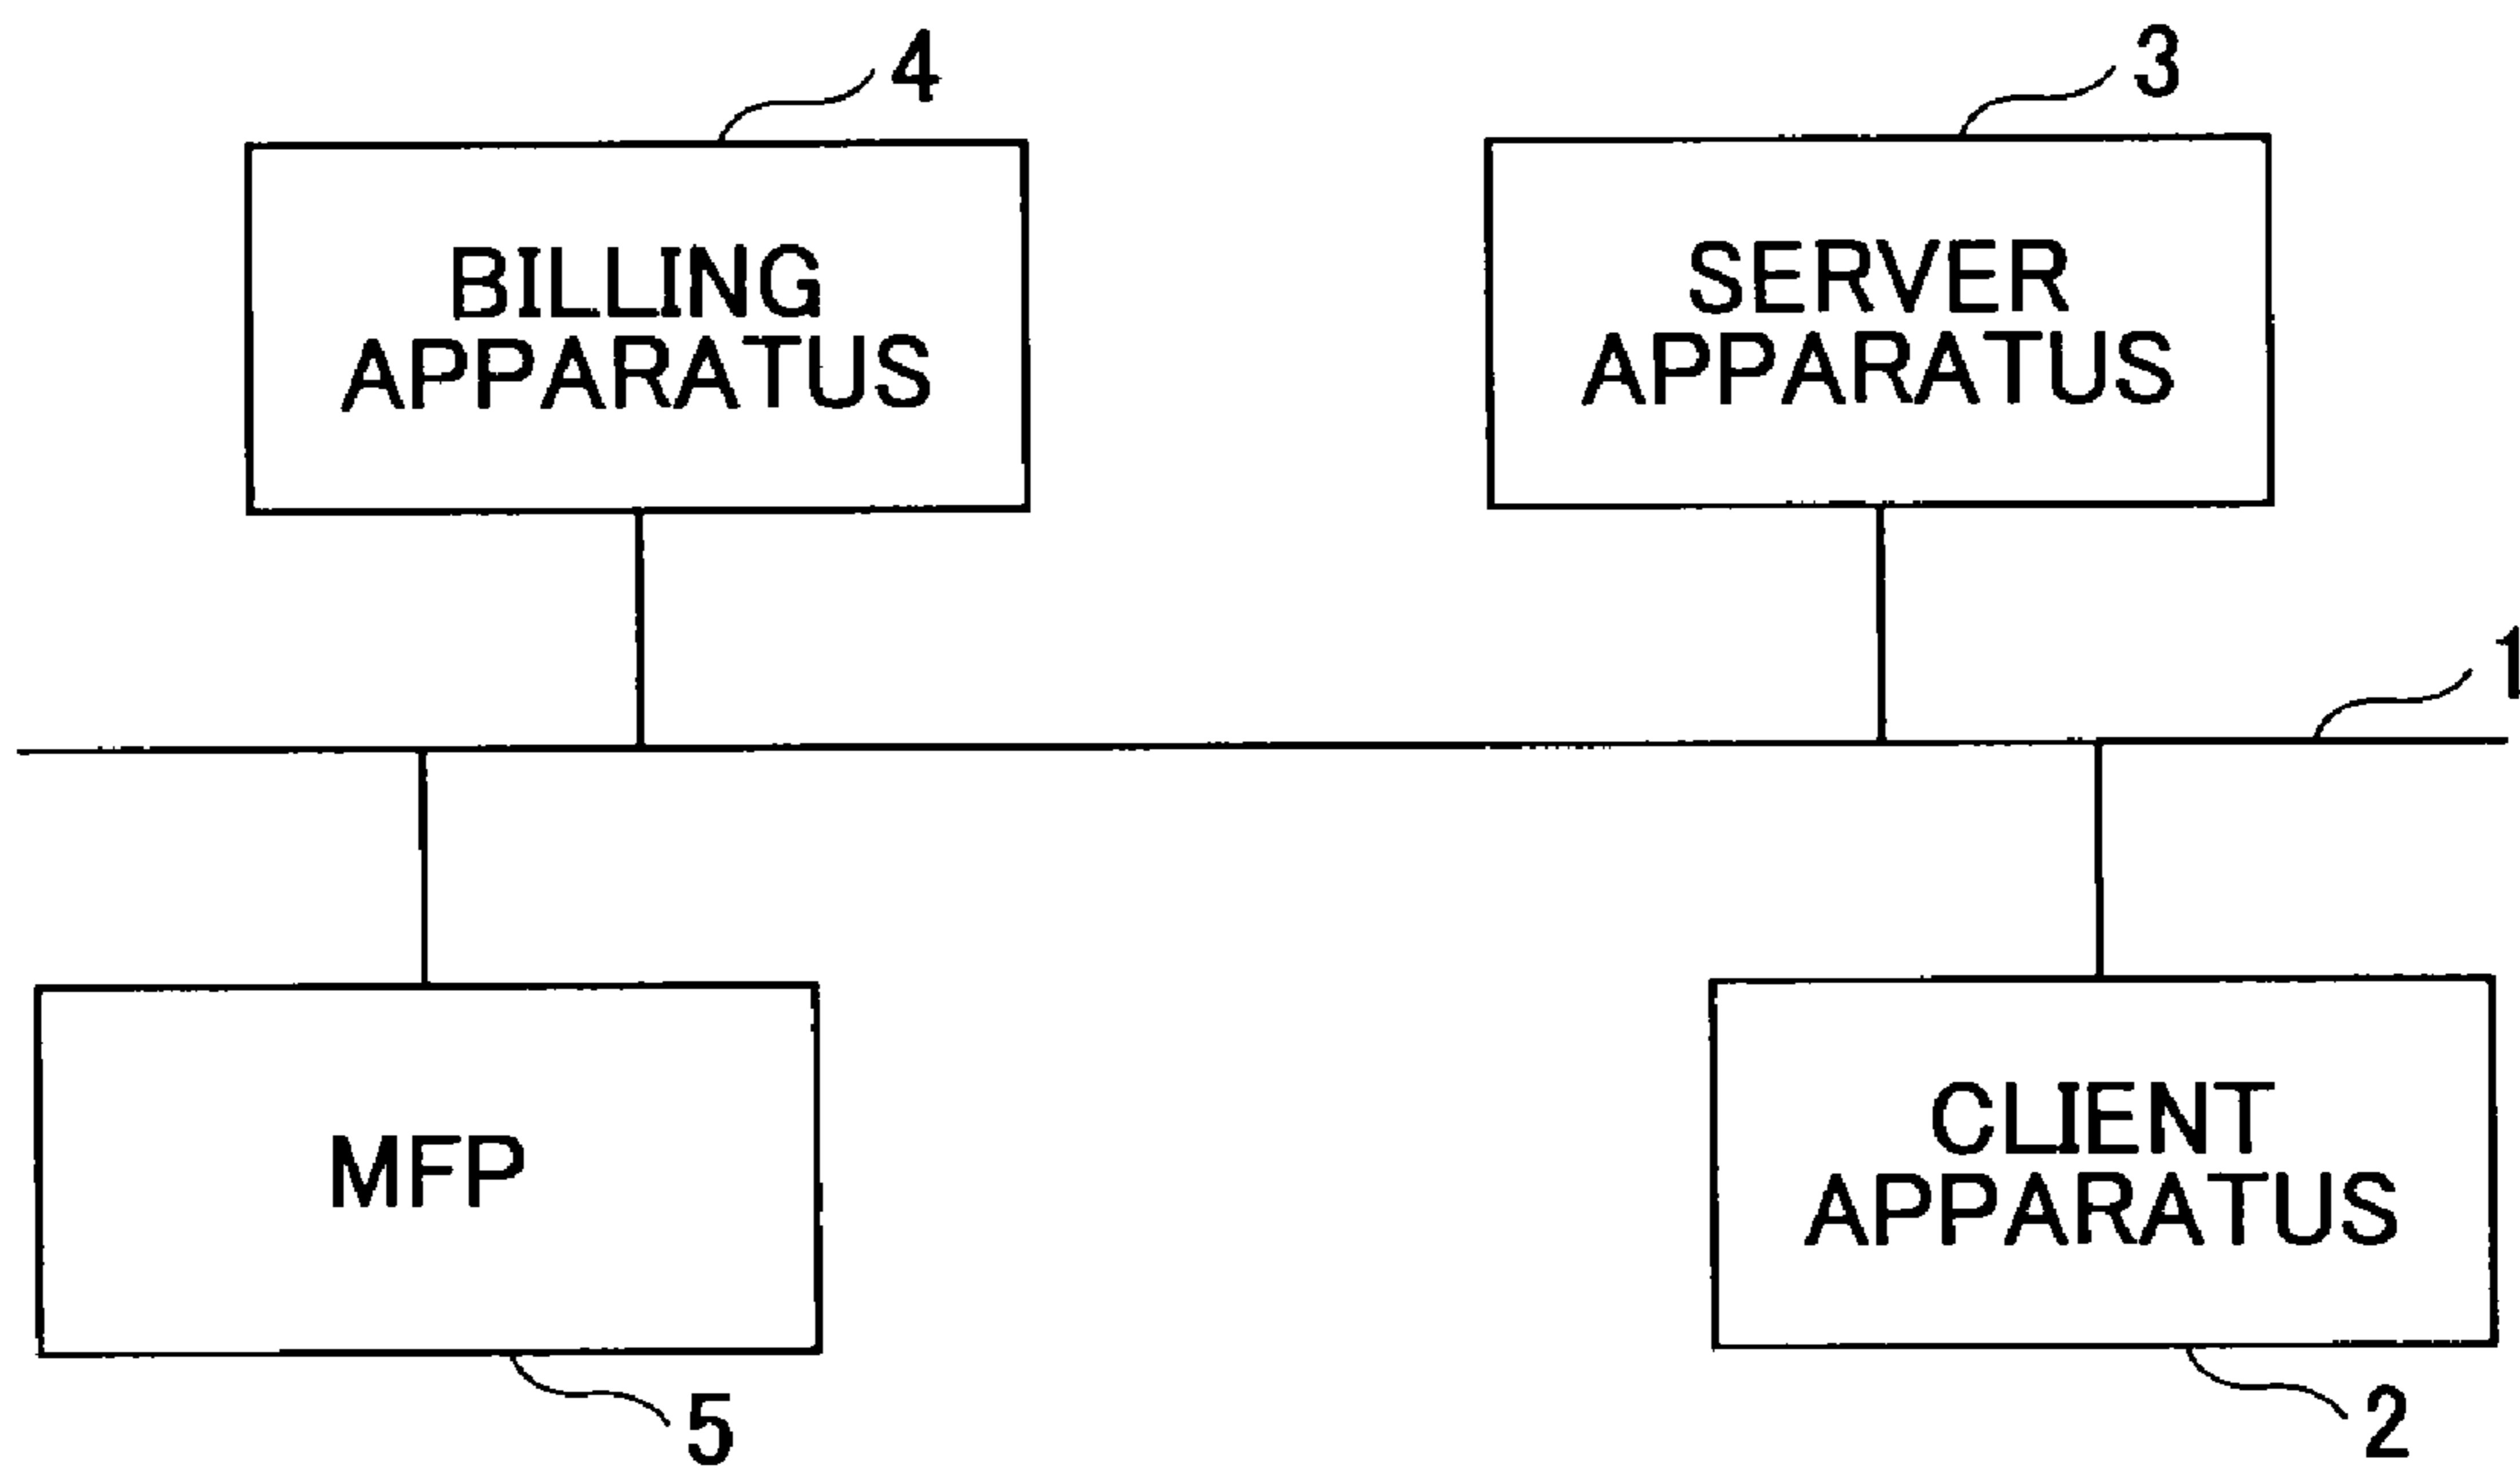 4
3
BILLING
APPARATUS
SERVER
APPARATUS
1
MFP
CLIENT
APPARATUS
5
2